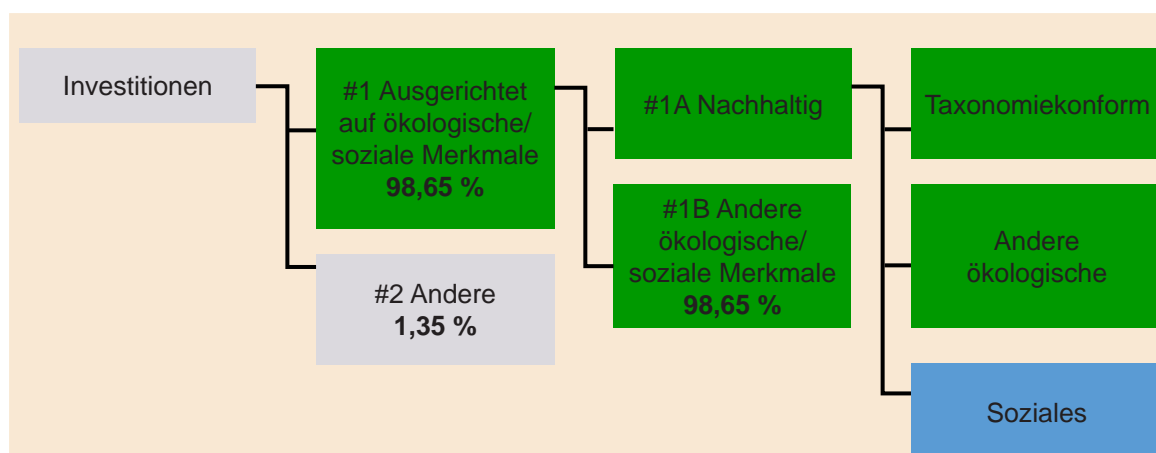 Investitionen
#1 Ausgerichtet
auf ökologische/
soziale Merkmale
98,65 %
#2 Andere
1,35 %
#1A Nachhaltig
#1B Andere
ökologische/
soziale Merkmale
98,65 %
Taxonomiekonform
Andere
ökologische
Soziales